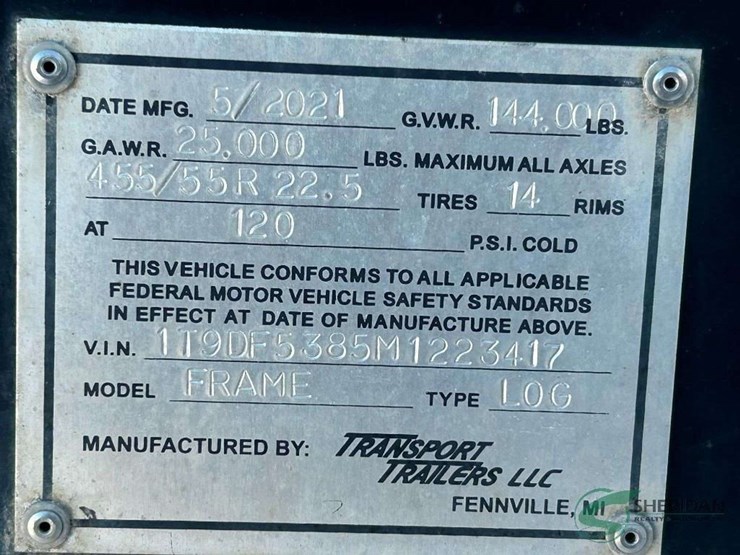 DATE MFG. 5/2021 G.V.W.R. 144,000 LBS.
G.A.W.R. 25,000 LBS. MAXIMUM ALL AXLES
455/55R 22.5 TIRES 14 RIMS
AT 120 P.S.I. COLD
THIS VEHICLE CONFORMS TO ALL APPLICABLE
FEDERAL MOTOR VEHICLE SAFETY STANDARDS
IN EFFECT AT DATE OF MANUFACTURE ABOVE.
V.I.N. 1T9DF5385M1223417
MODEL FRAME TYPE LOG
MANUFACTURED BY: TRANSPORT
TRAILERS LLC
FENNVILLE, MI
SHERIDAN
REALTY